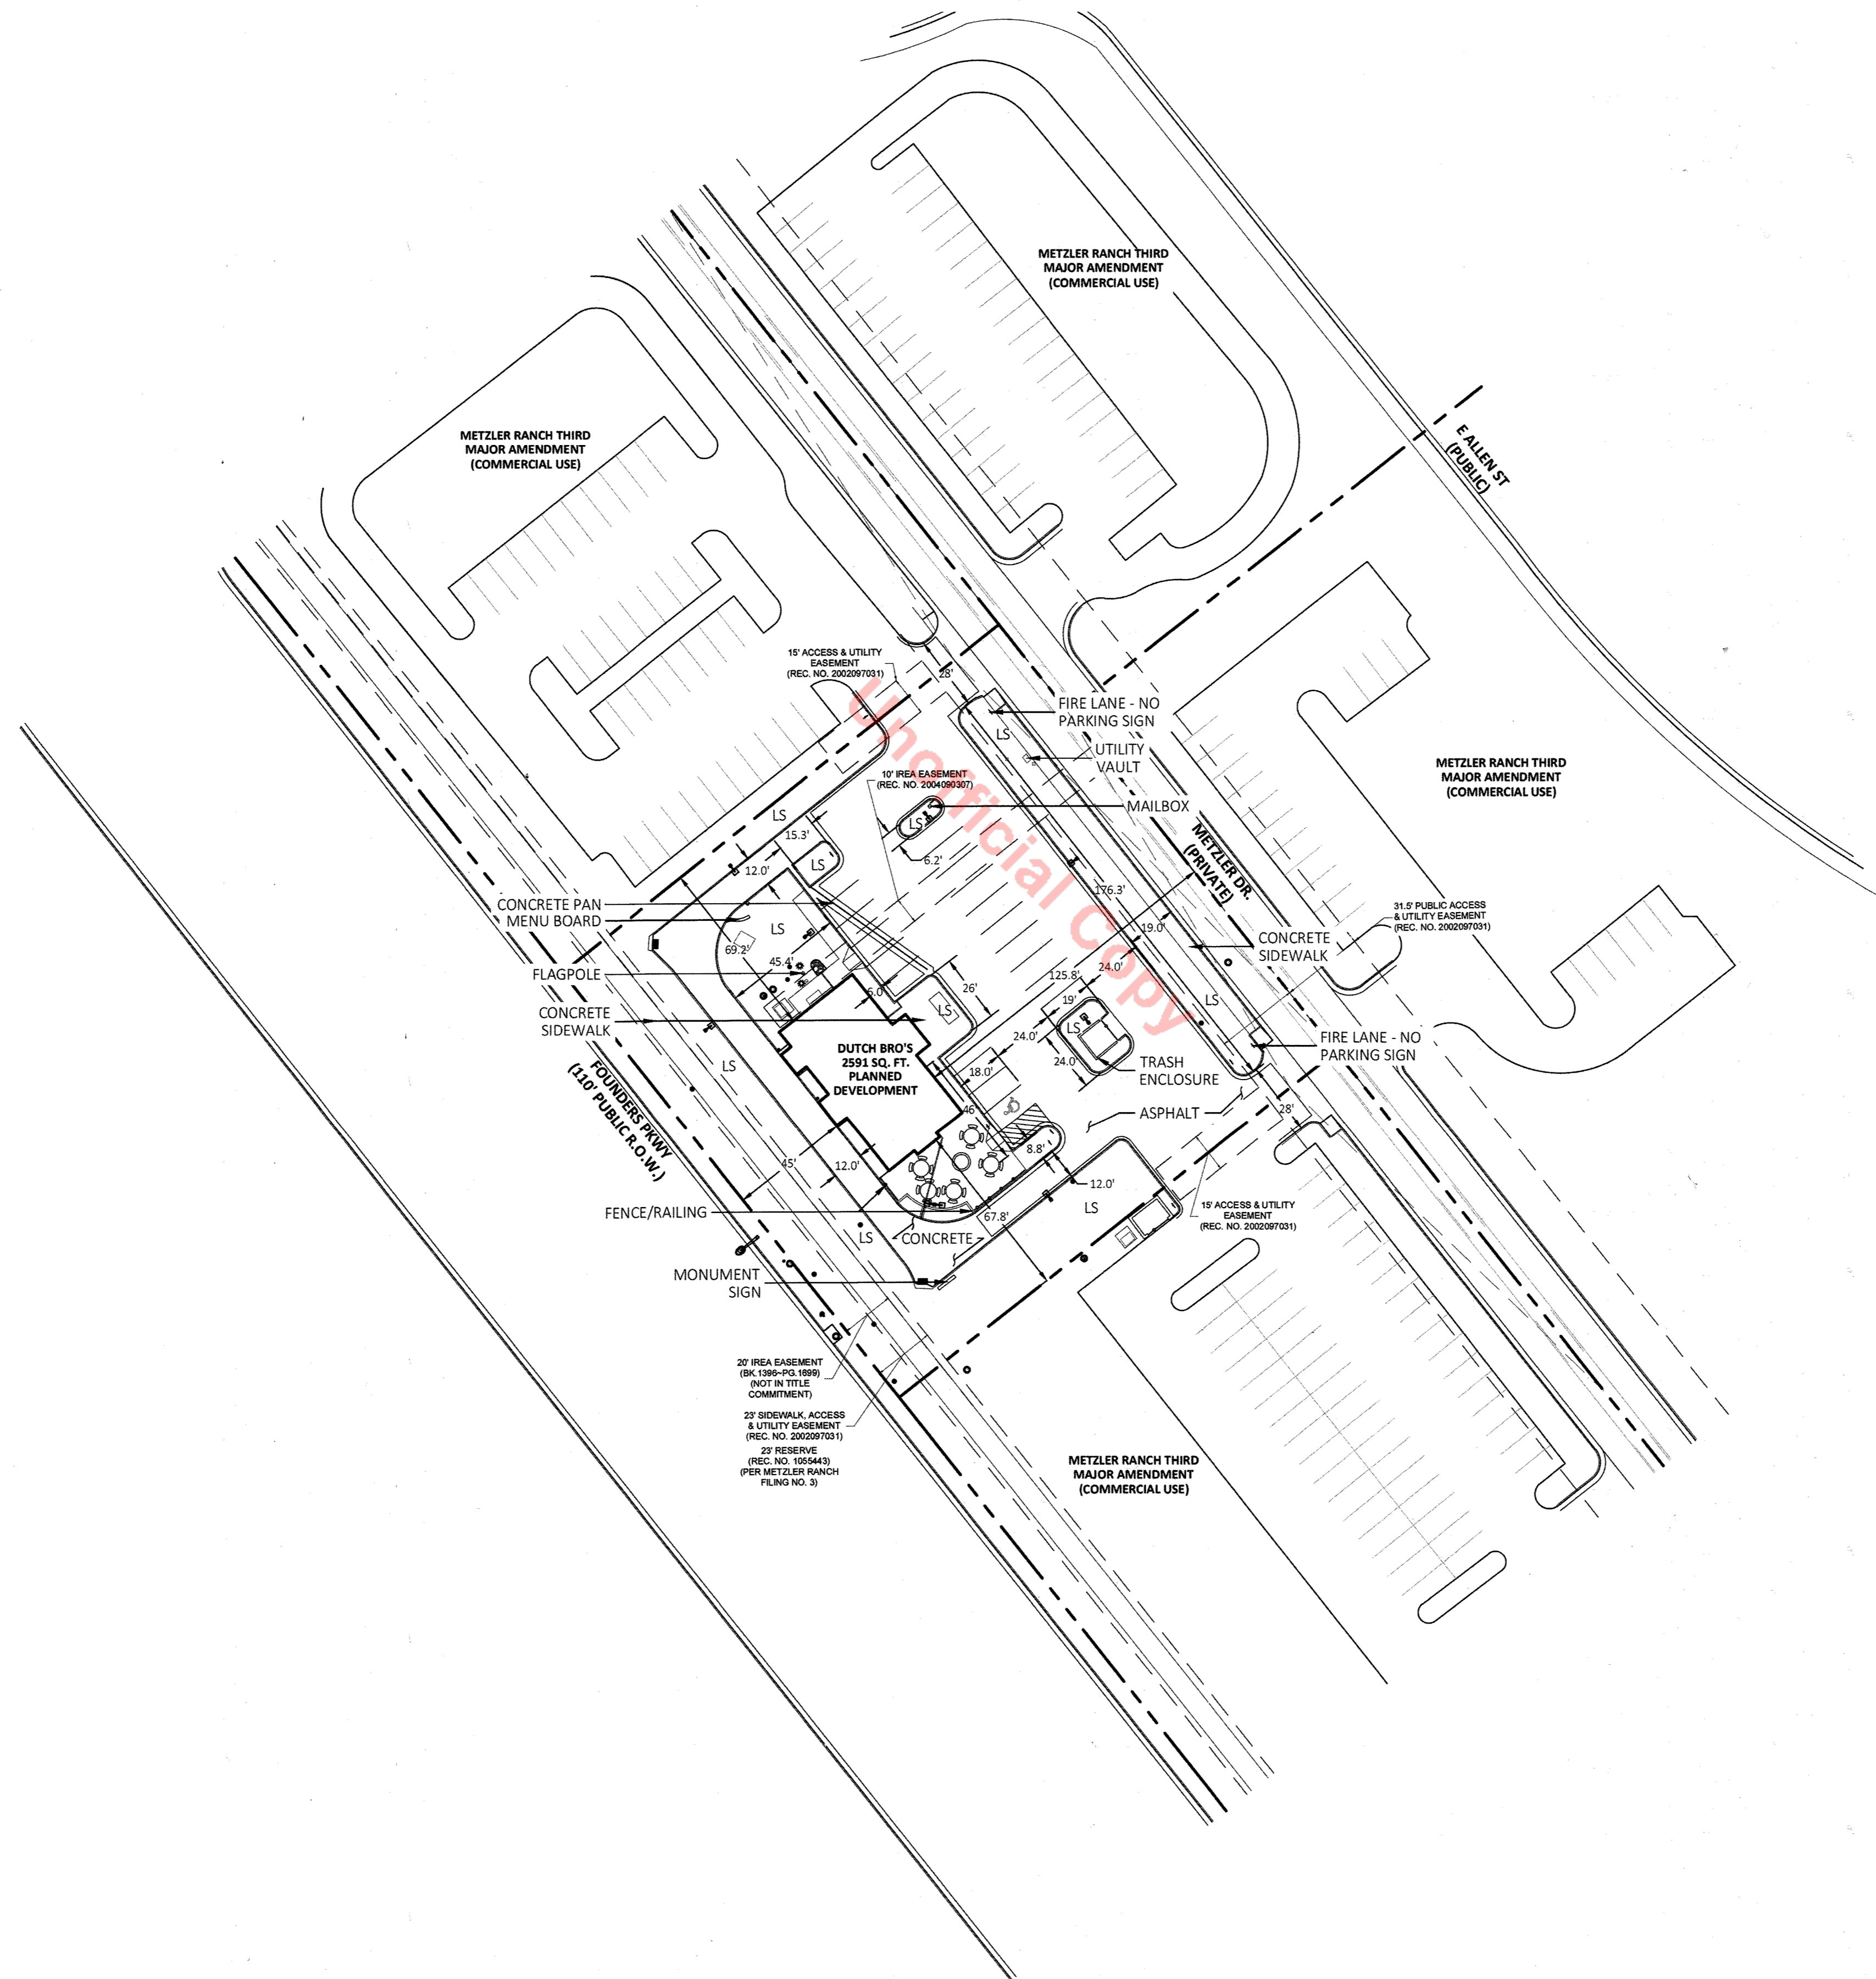 METZLER RANCH THIRD
MAJOR AMENDMENT
(COMMERCIAL USE)
METZLER RANCH THIRD
MAJOR AMENDMENT
(COMMERCIAL USE)
E ALLEN ST
(PUBLIC)
15' ACCESS & UTILITY
EASEMENT
(REC. NO. 2002097031)
28'
FIRE LANE - NO
PARKING SIGN
LS
UTILITY
VAULT
METZLER RANCH THIRD
MAJOR AMENDMENT
(COMMERCIAL USE)
10' IREA EASEMENT
(REC. NO. 2004090307)
MAILBOX
LS
LS
15.3'
6.2'
METZLER DR.
(PRIVATE)
12.0'
LS
176.3'
CONCRETE PAN
MENU BOARD
LS
31.5' PUBLIC ACCESS
& UTILITY EASEMENT
(REC. NO. 2002097031)
19.0'
CONCRETE
SIDEWALK
69.2'
45.4'
FLAGPOLE
24.0'
125.8'
6.0'
26'
19'
LS
LS
CONCRETE
SIDEWALK
LS
24.0'
FIRE LANE - NO
PARKING SIGN
DUTCH BRO'S
2591 SQ. FT.
PLANNED
DEVELOPMENT
24.0'
TRASH
ENCLOSURE
LS
18.0'
FOUNDERS PKWY
(110' PUBLIC R.O.W.)
46'
ASPHALT
28'
8.8'
45'
12.0'
12.0'
LS
FENCE/RAILING
67.8'
15' ACCESS & UTILITY
EASEMENT
(REC. NO. 2002097031)
LS
CONCRETE
MONUMENT
SIGN
20' IREA EASEMENT
(BK.1396~PG.1699)
(NOT IN TITLE
COMMITMENT)
23' SIDEWALK, ACCESS
& UTILITY EASEMENT
(REC. NO. 2002097031)
23' RESERVE
(REC. NO. 1055443)
(PER METZLER RANCH
FILING NO. 3)
METZLER RANCH THIRD
MAJOR AMENDMENT
(COMMERCIAL USE)
Unofficial Copy